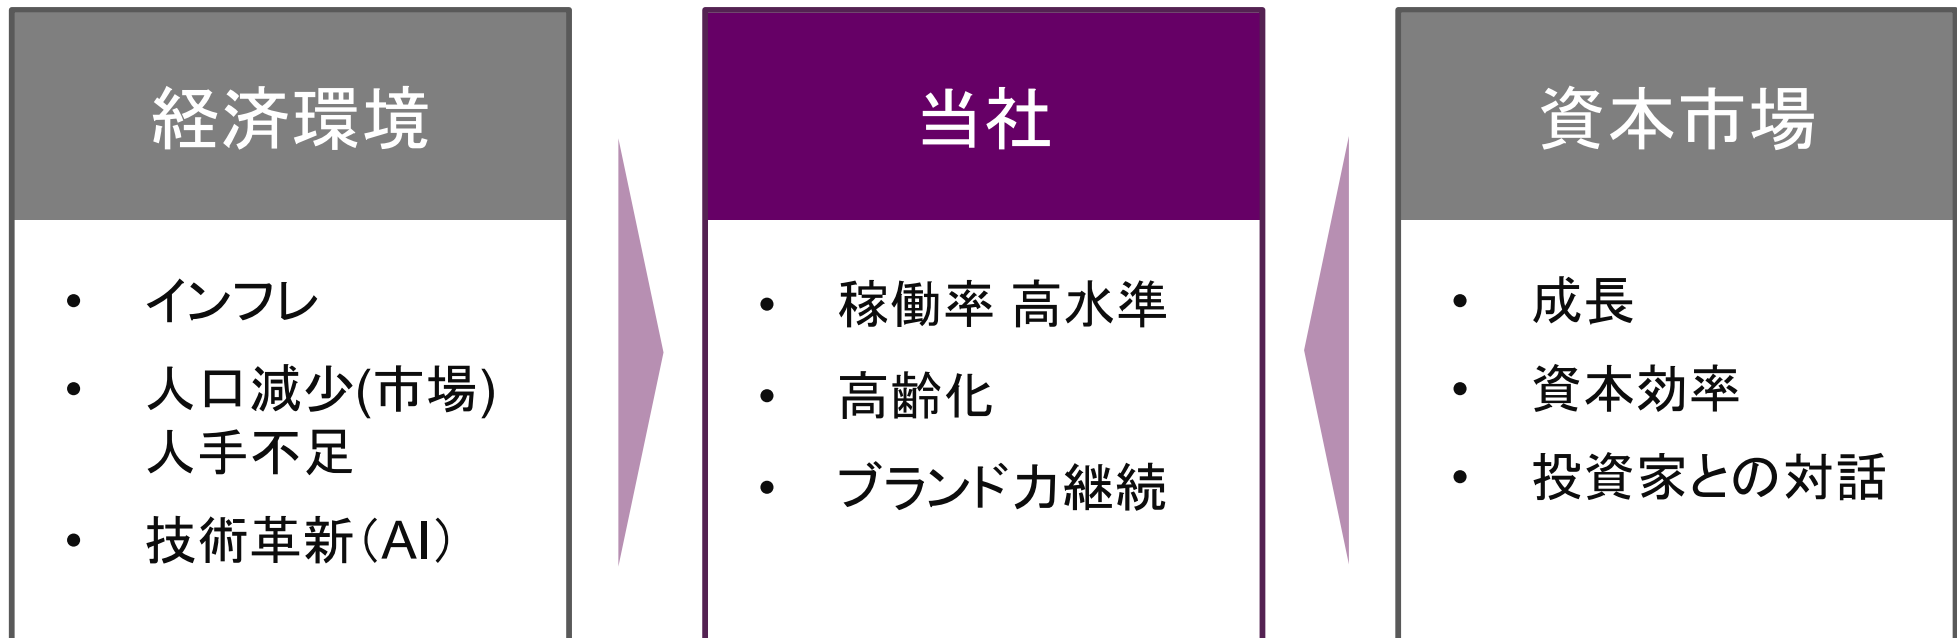 経済環境
• インフレ
• 人口減少(市場)
人手不足
• 技術革新（AI）
当社
• 稼働率 高水準
• 高齢化
• ブランド力継続
資本市場
• 成長
• 資本効率
• 投資家との対話